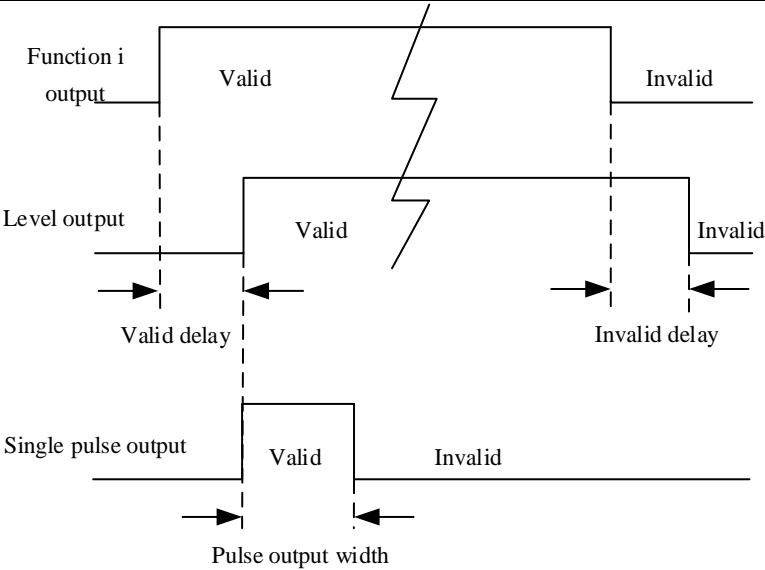 Function i
output
Valid
Invalid
Level output
Valid
Invalid
Valid delay
Invalid delay
Single pulse output
Valid
Invalid
Pulse output width